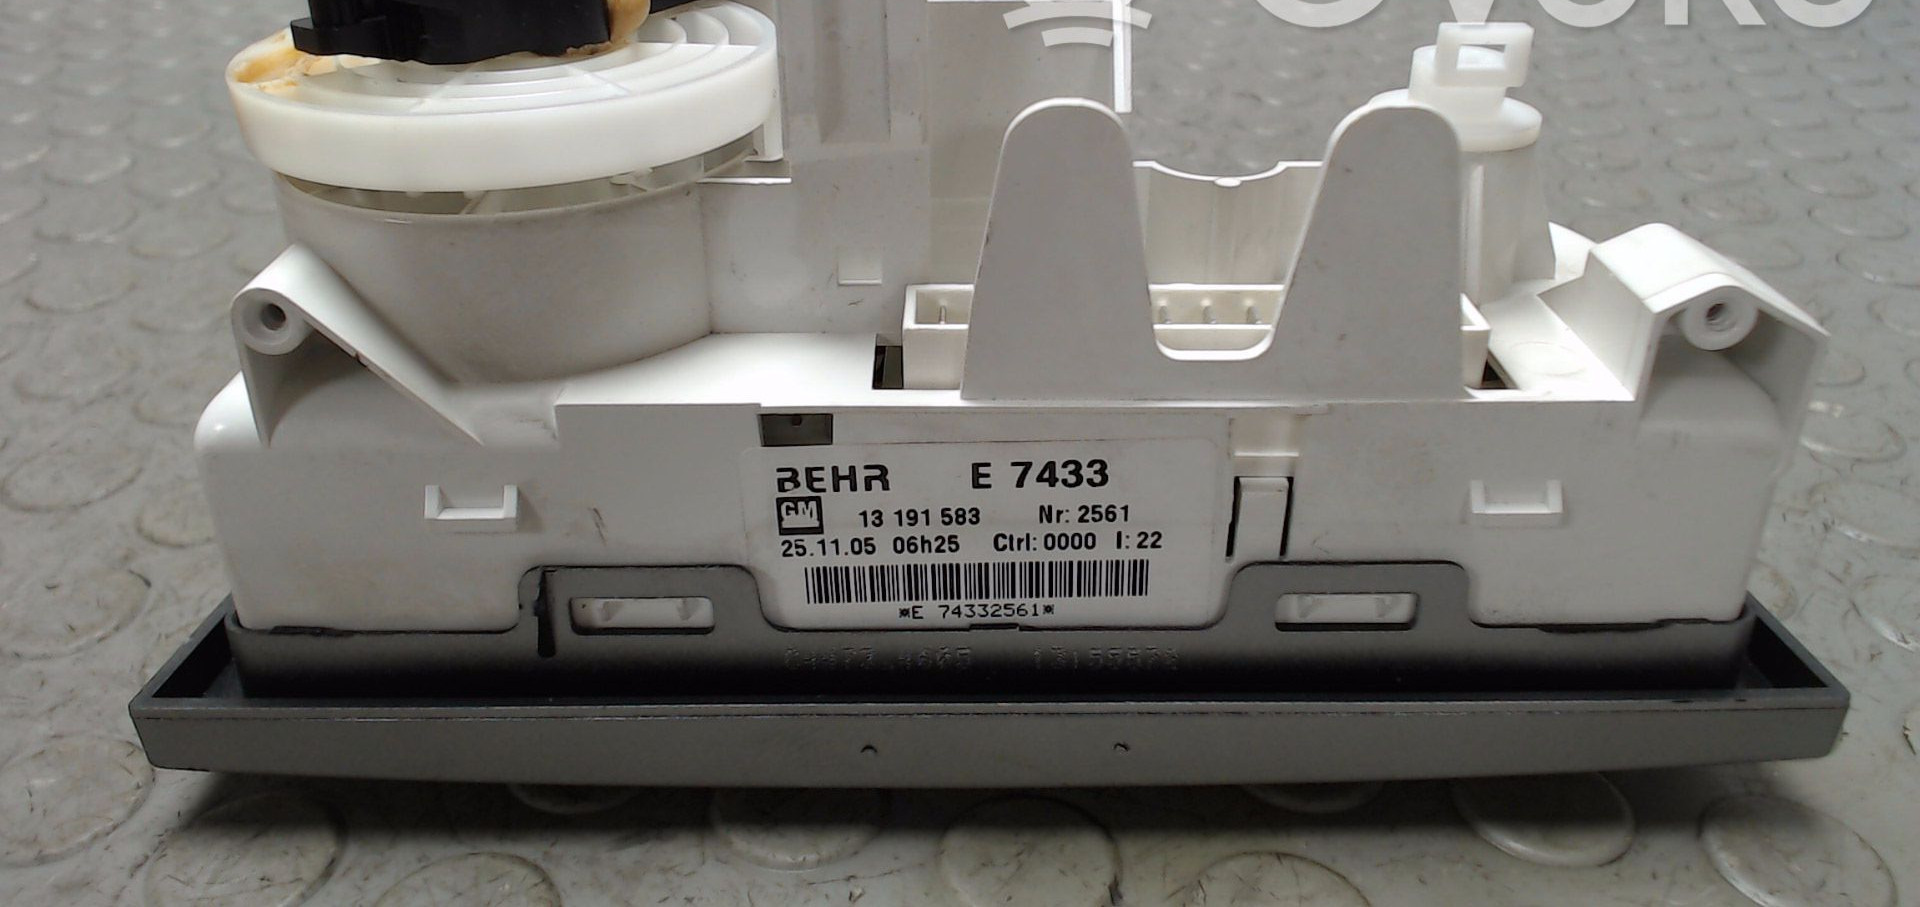 BEHR E 7433
GM 13 191 583 Nr: 2561
25.11.05 06h25 Ctrl: 0000 I: 22
*E 74332561*